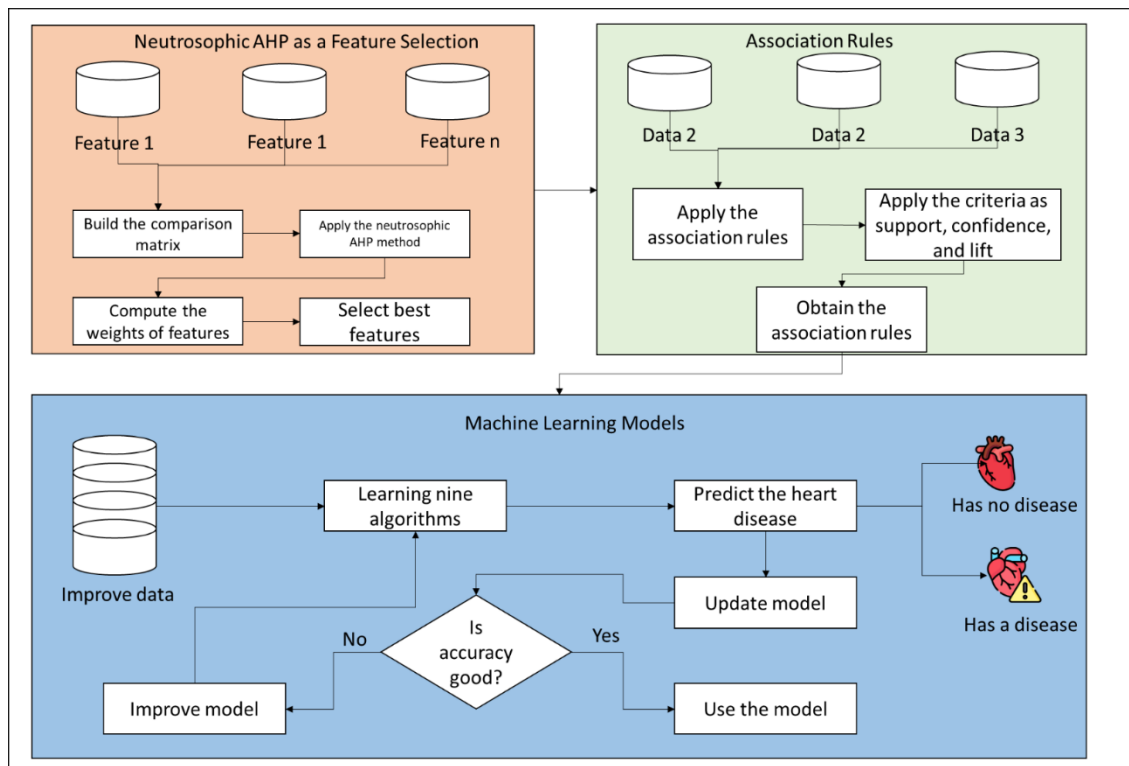 Neutrosophic AHP as a Feature Selection
Feature 1
Feature 1
Feature n
Build the comparison
matrix
Apply the neutrosophic
AHP method
Compute the
weights of features
Select best
features
Association Rules
Data 2
Data 2
Data 3
Apply the
association rules
Apply the criteria as
support, confidence,
and lift
Obtain the
association rules
Machine Learning Models
Improve data
Learning nine
algorithms
Predict the heart
disease
Has no disease
Has a disease
Update model
Is
accuracy
good?
No
Yes
Improve model
Use the model